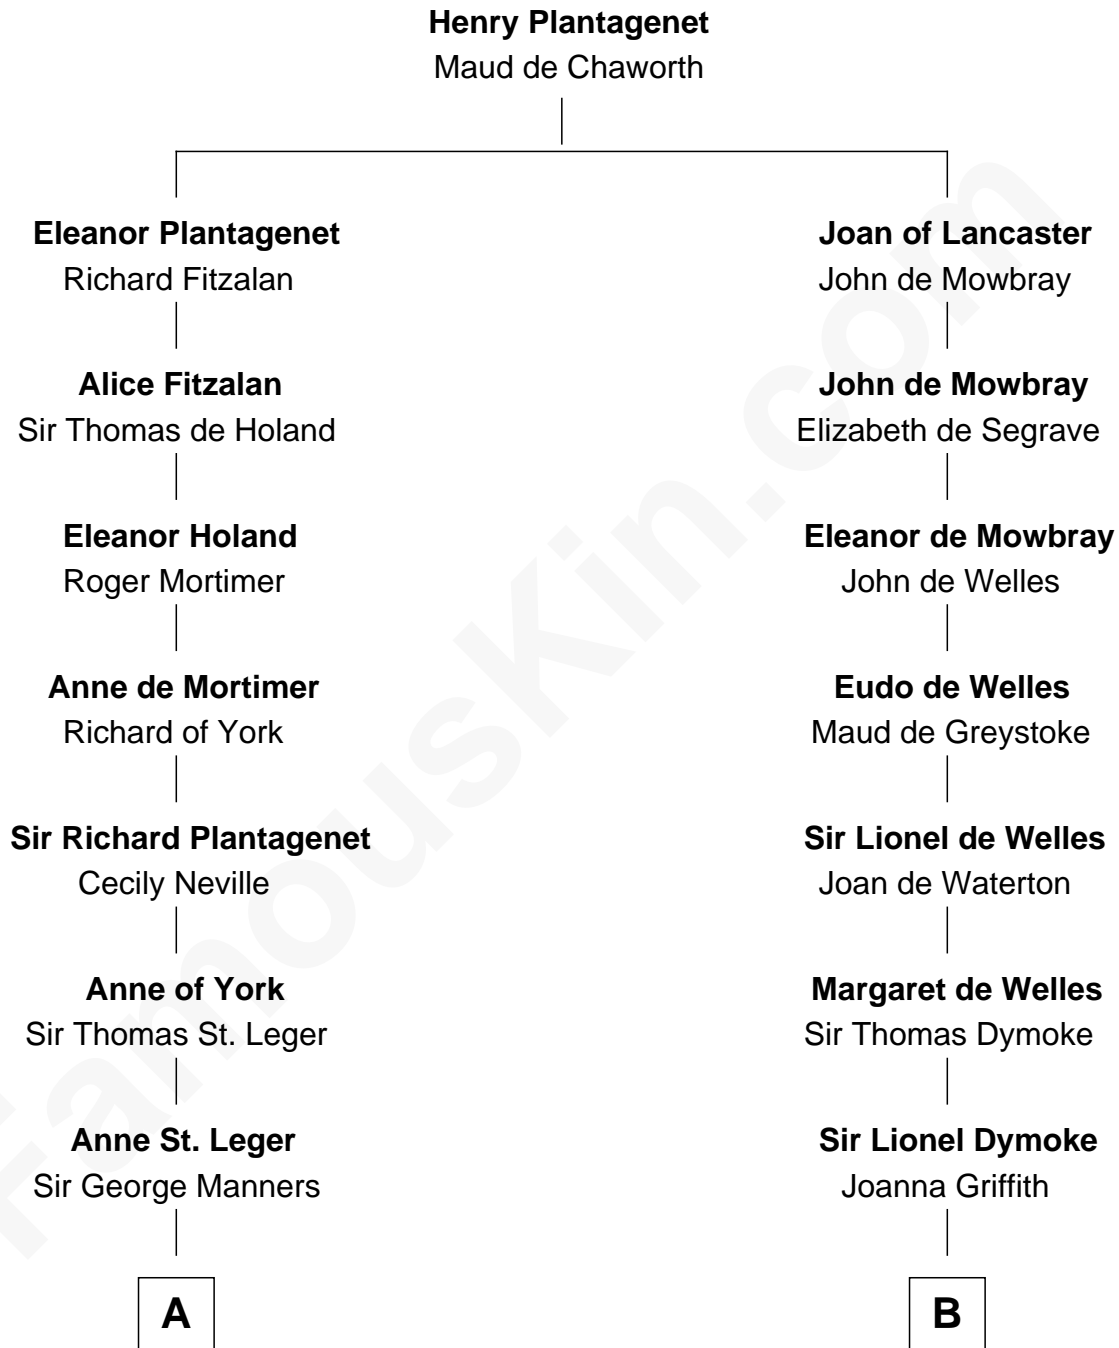 Henry Plantagenet
Maud de Chaworth
Eleanor Plantagenet
Richard Fitzalan
Joan of Lancaster
John de Mowbray
Alice Fitzalan
Sir Thomas de Holand
John de Mowbray
Elizabeth de Segrave
Eleanor Holand
Roger Mortimer
Eleanor de Mowbray
John de Welles
Anne de Mortimer
Richard of York
Eudo de Welles
Maud de Greystoke
Sir Richard Plantagenet
Cecily Neville
Sir Lionel de Welles
Joan de Waterton
Anne of York
Sir Thomas St. Leger
Margaret de Welles
Sir Thomas Dymoke
Anne St. Leger
Sir George Manners
Sir Lionel Dymoke
Joanna Griffith
A
B
FamousKin.com